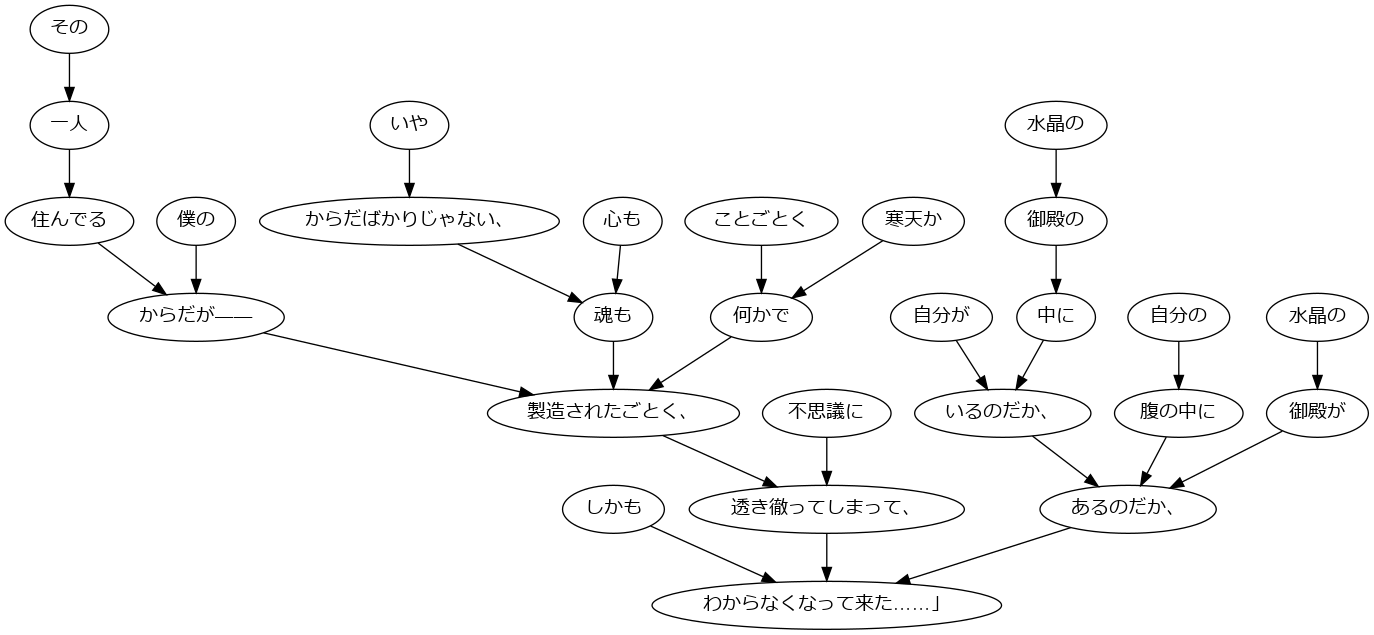 その
一人
いや
水晶の
住んでる
僕の
からだばかりじゃない、
心も
ことごとく
寒天か
御殿の
からだが——
魂も
何かで
自分が
中に
自分の
水晶の
製造されたごとく、
不思議に
いるのだか、
腹の中に
御殿が
しかも
透き徹ってしまって、
あるのだか、
わからなくなって来た……」